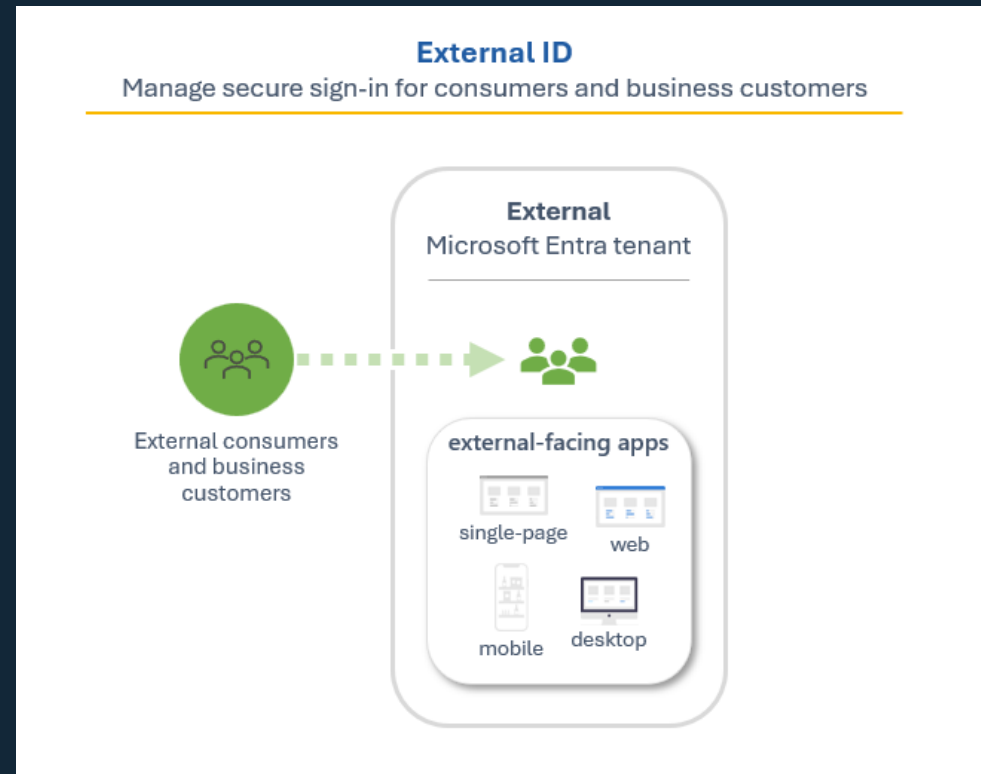 External ID
Manage secure sign-in for consumers and business customers
External
Microsoft Entra tenant
External consumers
and business
customers
external-facing apps
single-page
web
mobile
desktop